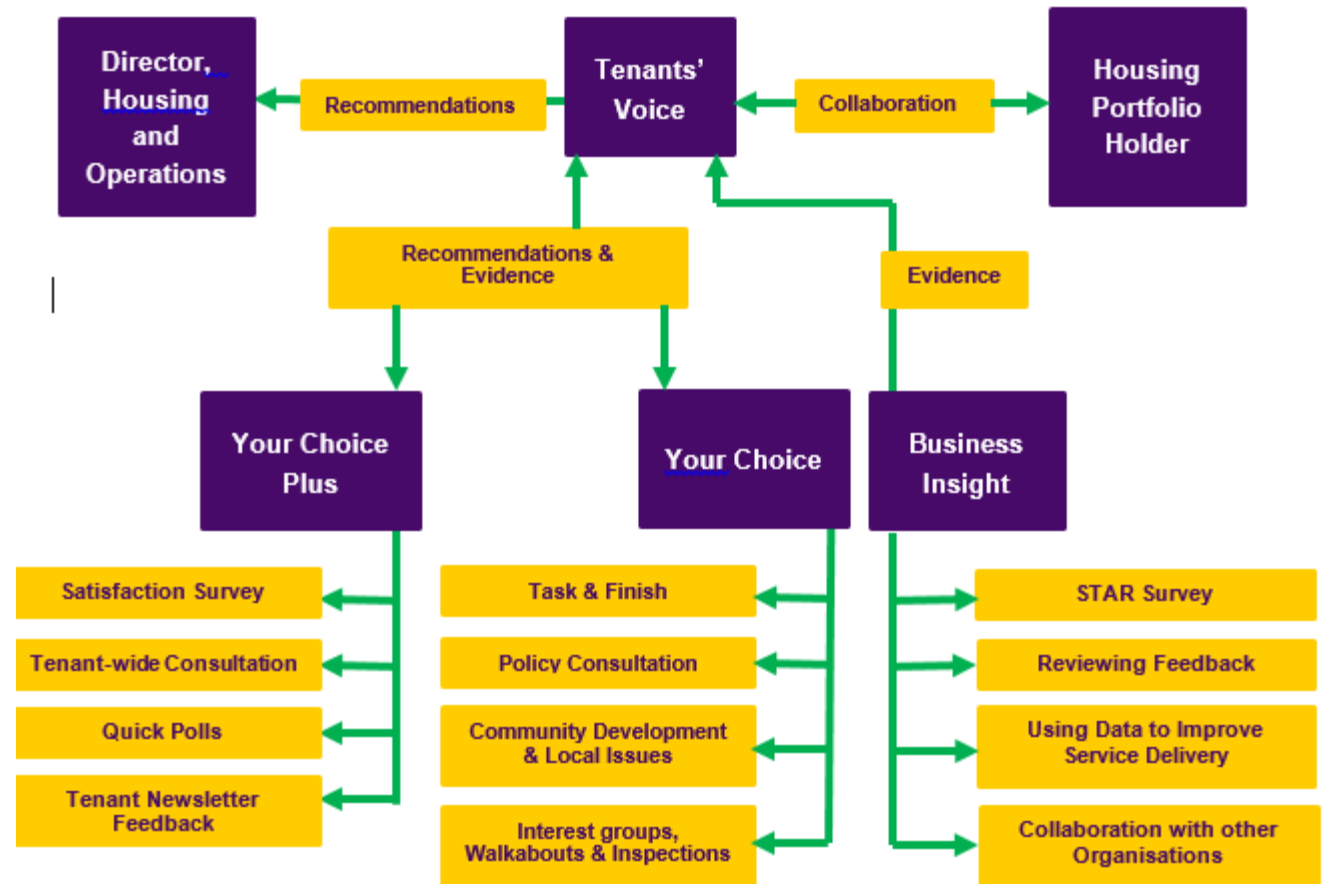 Director,
Housing
and
Operations
Recommendations
Tenants'
Voice
Collaboration
Housing
Portfolio
Holder
Recommendations &
Evidence
Evidence
Your Choice
Plus
Your Choice
Business
Insight
Satisfaction Survey
Tenant-wide Consultation
Quick Polls
Tenant Newsletter
Feedback
Task & Finish
Policy Consultation
Community Development
& Local Issues
Interest groups,
Walkabouts & Inspections
STAR Survey
Reviewing Feedback
Using Data to Improve
Service Delivery
Collaboration with other
Organisations